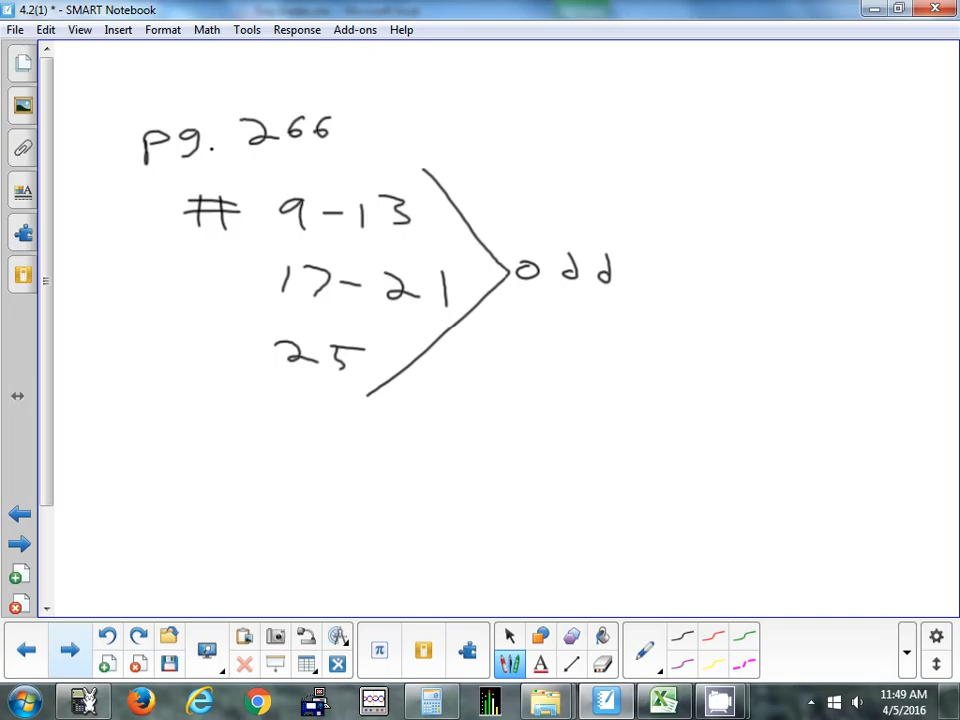 4.2(1) * - SMART Notebook
File Edit View Insert Format Math Tools Response Add-ons Help
pg. 266
# 9-13
17-21
odd
25
11:49 AM
4/5/2016